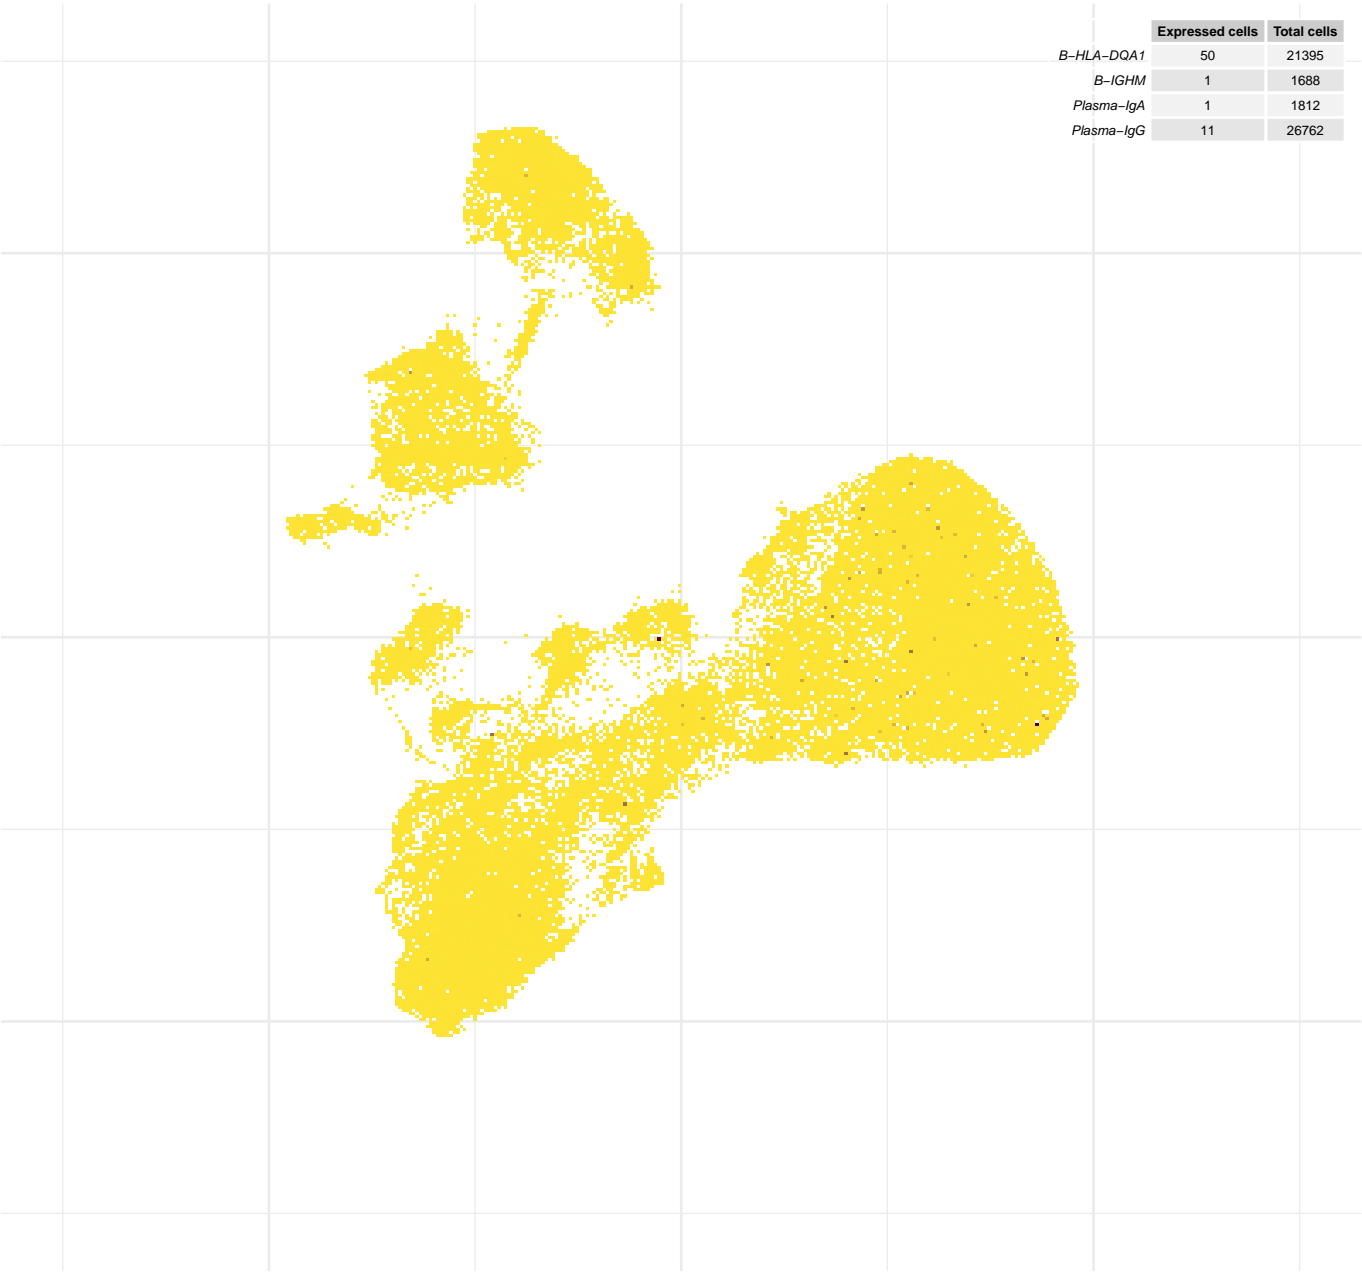 Expressed cells Total cells
B−HLA−DQA1 50 21395
B−IGHM 1 1688
Plasma−IgA 1 1812
Plasma−IgG 11 26762